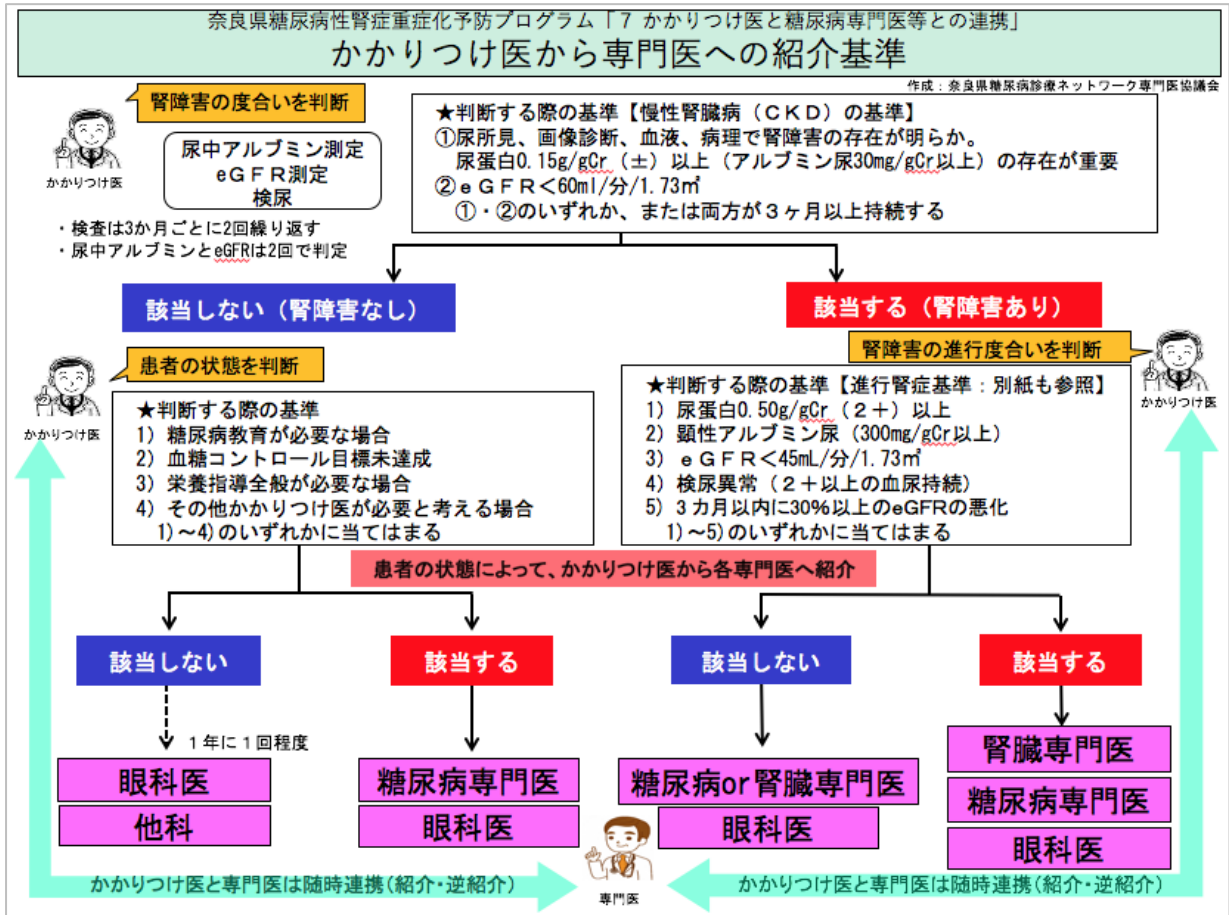 奈良県糖尿病性腎症重症化予防プログラム「７ かかりつけ医と糖尿病専門医等との連携」
かかりつけ医から専門医への紹介基準
作成：奈良県糖尿病診療ネットワーク専門医協議会
腎障害の度合いを判断
かかりつけ医
尿中アルブミン測定
eＧＦＲ測定
検尿
・検査は3か月ごとに2回繰り返す
・尿中アルブミンとeGFRは2回で判定
★判断する際の基準【慢性腎臓病（ＣＫＤ）の基準】
①尿所見、画像診断、血液、病理で腎障害の存在が明らか。
尿蛋白0.15g/gCr（±）以上（アルブミン尿30mg/gCr以上）の存在が重要
②ｅＧＦＲ＜60ml/分/1.73㎡
①・②のいずれか、または両方が３ヶ月以上持続する
該当しない（腎障害なし）
該当する（腎障害あり）
患者の状態を判断
かかりつけ医
★判断する際の基準
1) 糖尿病教育が必要な場合
2) 血糖コントロール目標未達成
3) 栄養指導全般が必要な場合
4) その他かかりつけ医が必要と考える場合
1)～4)のいずれかに当てはまる
腎障害の進行度合いを判断
かかりつけ医
★判断する際の基準【進行腎症基準：別紙も参照】
1) 尿蛋白0.50g/gCr（2＋）以上
2) 顕性アルブミン尿（300mg/gCr以上）
3) ｅＧＦＲ＜45mL/分/1.73㎡
4) 検尿異常（２＋以上の血尿持続）
5) ３カ月以内に30%以上のeGFRの悪化
1)～5)のいずれかに当てはまる
患者の状態によって、かかりつけ医から各専門医へ紹介
該当しない
該当する
該当しない
該当する
１年に１回程度
眼科医
他科
糖尿病専門医
眼科医
糖尿病or腎臓専門医
眼科医
腎臓専門医
糖尿病専門医
眼科医
かかりつけ医と専門医は随時連携（紹介・逆紹介）
専門医
かかりつけ医と専門医は随時連携（紹介・逆紹介）